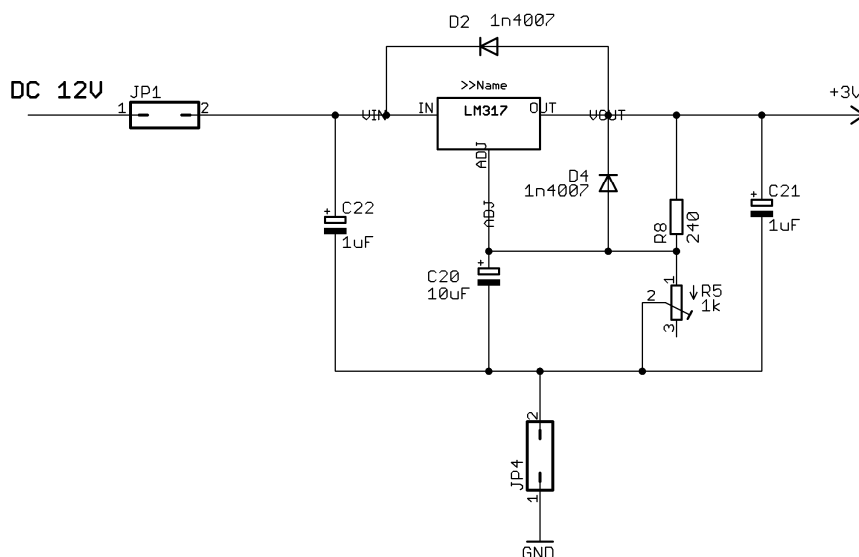 D2 1n4007
DC 12V
JP1
1 2
>>Name
+3V
VIN
IN
LM317
OUT
VOUT
ADJ
ADJ
D4
1n4007
C22
1uF
C20
10uF
R8
240
C21
1uF
1
2
3
R5
1k
2
JP4
1
GND